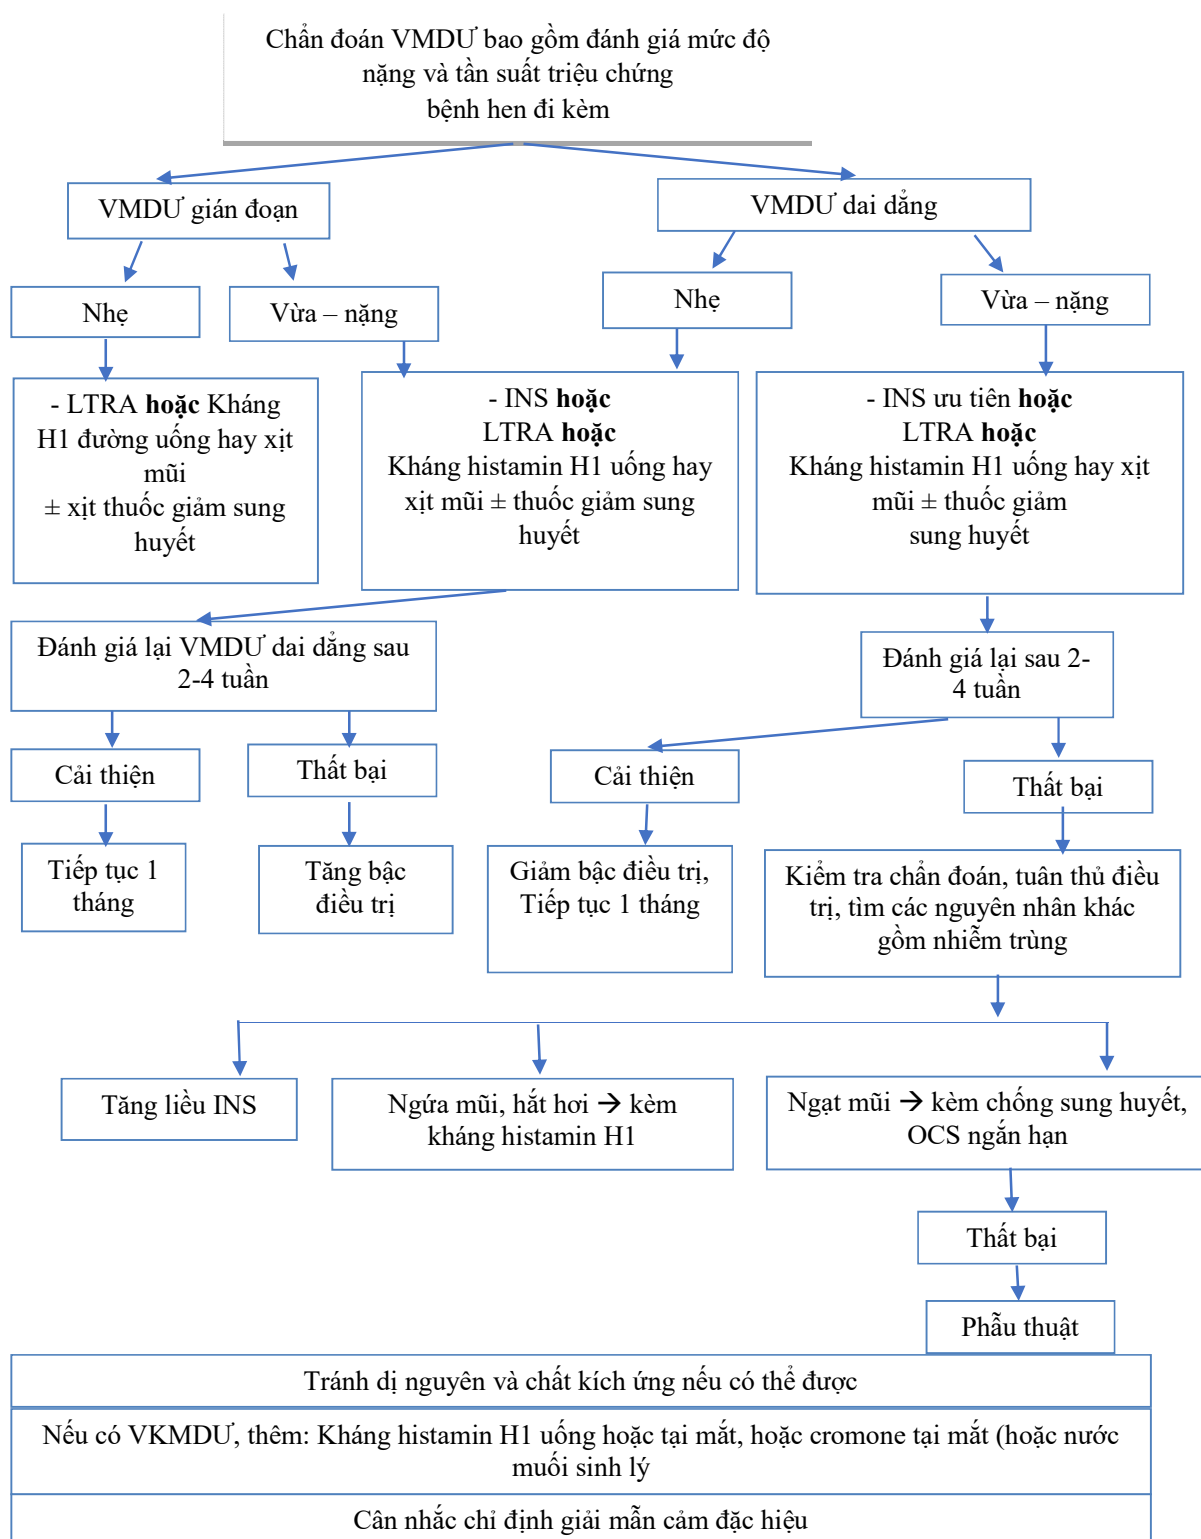 Chẩn đoán VMDƯ bao gồm đánh giá mức độ
nặng và tần suất triệu chứng
bệnh hen đi kèm
VMDƯ gián đoạn
VMDƯ dai dẳng
Nhẹ
Vừa – nặng
Nhẹ
Vừa – nặng
- LTRA hoặc Kháng
H1 đường uống hay xịt
mũi
± xịt thuốc giảm sung
huyết
- INS hoặc
LTRA hoặc
Kháng histamin H1 uống hay
xịt mũi ± thuốc giảm sung
huyết
- INS ưu tiên hoặc
LTRA hoặc
Kháng histamin H1 uống hay xịt
mũi ± thuốc giảm
sung huyết
Đánh giá lại VMDƯ dai dẳng sau
2-4 tuần
Đánh giá lại sau 2-
4 tuần
Cải thiện
Thất bại
Cải thiện
Thất bại
Tiếp tục 1
tháng
Tăng bậc
điều trị
Giảm bậc điều trị,
Tiếp tục 1 tháng
Kiểm tra chẩn đoán, tuân thủ điều
trị, tìm các nguyên nhân khác
gồm nhiễm trùng
Tăng liều INS
Ngứa mũi, hắt hơi → kèm
kháng histamin H1
Ngạt mũi → kèm chống sung huyết,
OCS ngắn hạn
Thất bại
Phẫu thuật
Tránh dị nguyên và chất kích ứng nếu có thể được
Nếu có VKMDƯ, thêm: Kháng histamin H1 uống hoặc tại mắt, hoặc cromone tại mắt (hoặc nước
muối sinh lý
Cân nhắc chỉ định giải mẫn cảm đặc hiệu